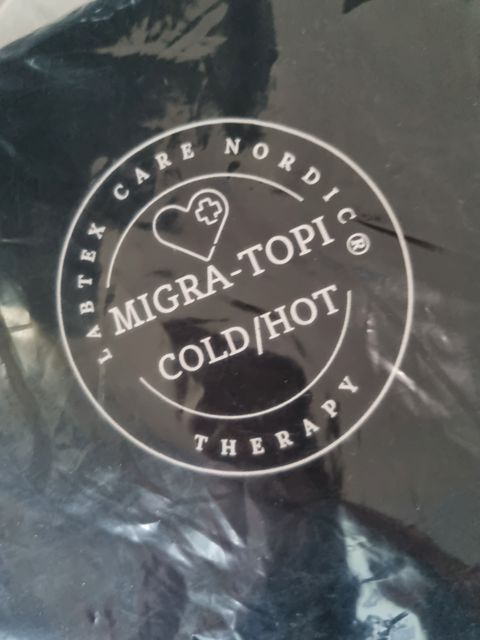 LABTEX CARE NORDIC®
MIGRA-TOPI
COLD/HOT
THERAPY